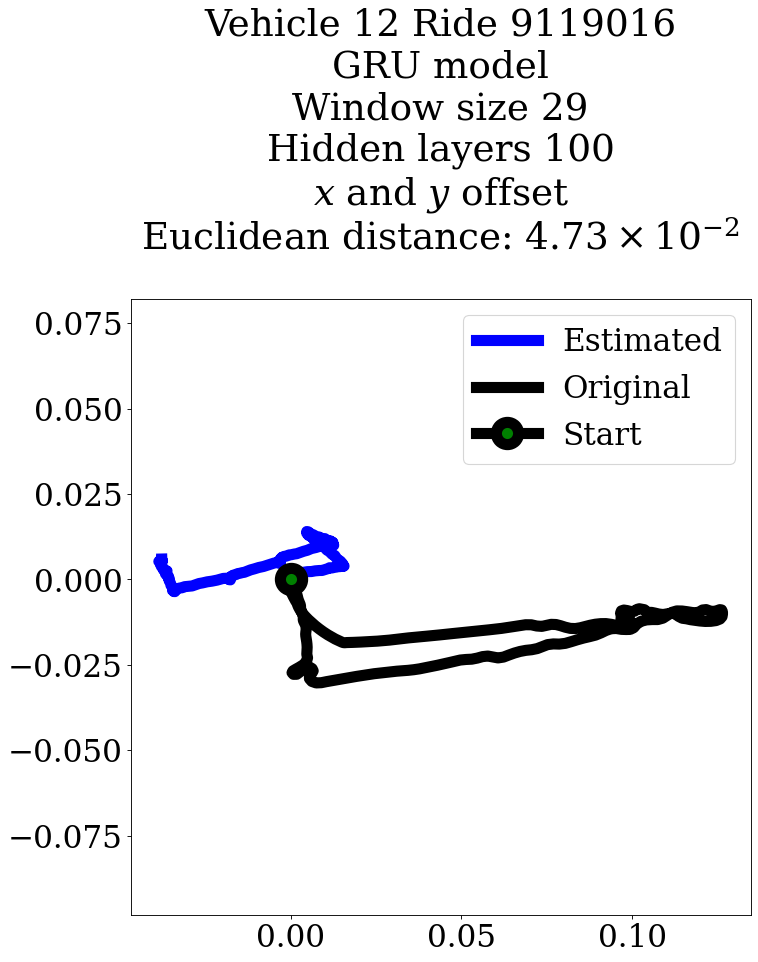 Vehicle 12 Ride 9119016
GRU model
Window size 29
Hidden layers 100
x and y offset
Euclidean distance: 4.73 × 10⁻²
Estimated
Original
Start
0.075
0.050
0.025
0.000
−0.025
−0.050
−0.075
0.00 0.05 0.10